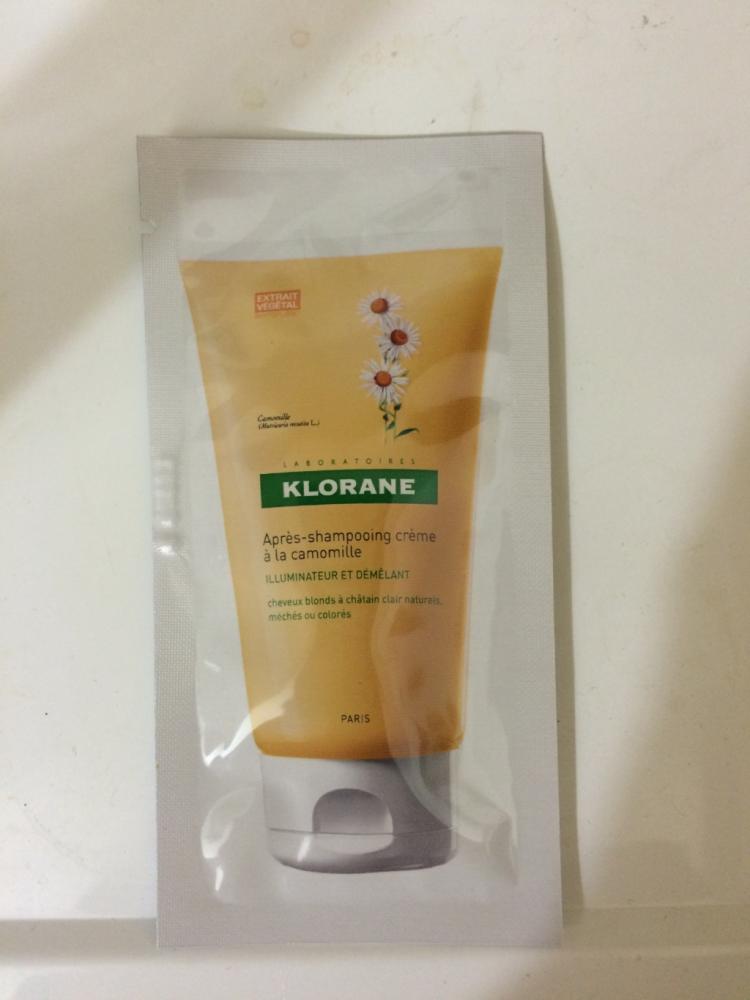 EXTRAIT
VÉGÉTAL
Camomille
(Matricaria recutita L.)
LABORATOIRES
KLORANE
Après-shampooing crème
à la camomille
ILLUMINATEUR ET DÉMÊLANT
cheveux blonds à châtain clair naturels,
méchés ou colorés
PARIS